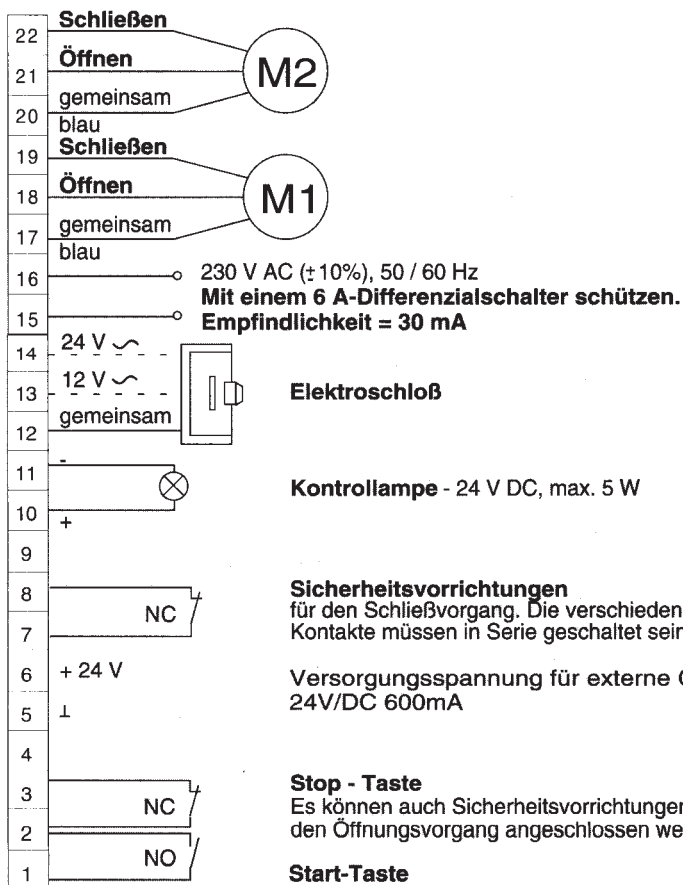 22 Schließen
21 Öffnen
M2
gemeinsam
20 blau
19 Schließen
18 Öffnen
M1
gemeinsam
17 blau
16 230 V AC (±10%), 50 / 60 Hz
Mit einem 6 A-Differenzialschalter schützen.
15 Empfindlichkeit = 30 mA
14 24 V
13 12 V Elektroschloß
12 gemeinsam
11 -
Kontrollampe - 24 V DC, max. 5 W
10 +
9
8 Sicherheitsvorrichtungen
NC für den Schließvorgang. Die verschieden
7 Kontakte müssen in Serie geschaltet sein
6 + 24 V Versorgungsspannung für externe
5 ⊥ 24V/DC 600mA
4
3 Stop - Taste
NC Es können auch Sicherheitsvorrichtungen
2 den Öffnungsvorgang angeschlossen we
NO
1 Start-Taste